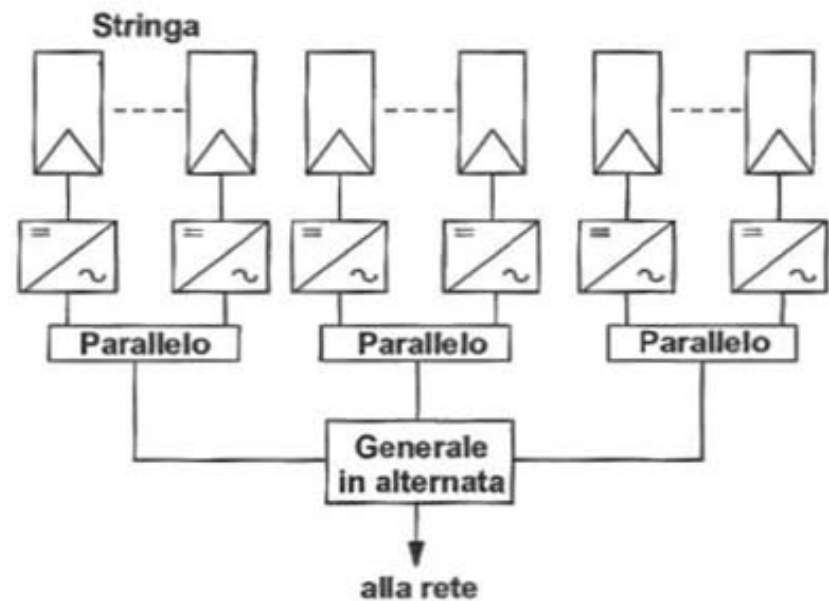 Stringa
Parallelo
Parallelo
Parallelo
Generale
in alternata
alla rete